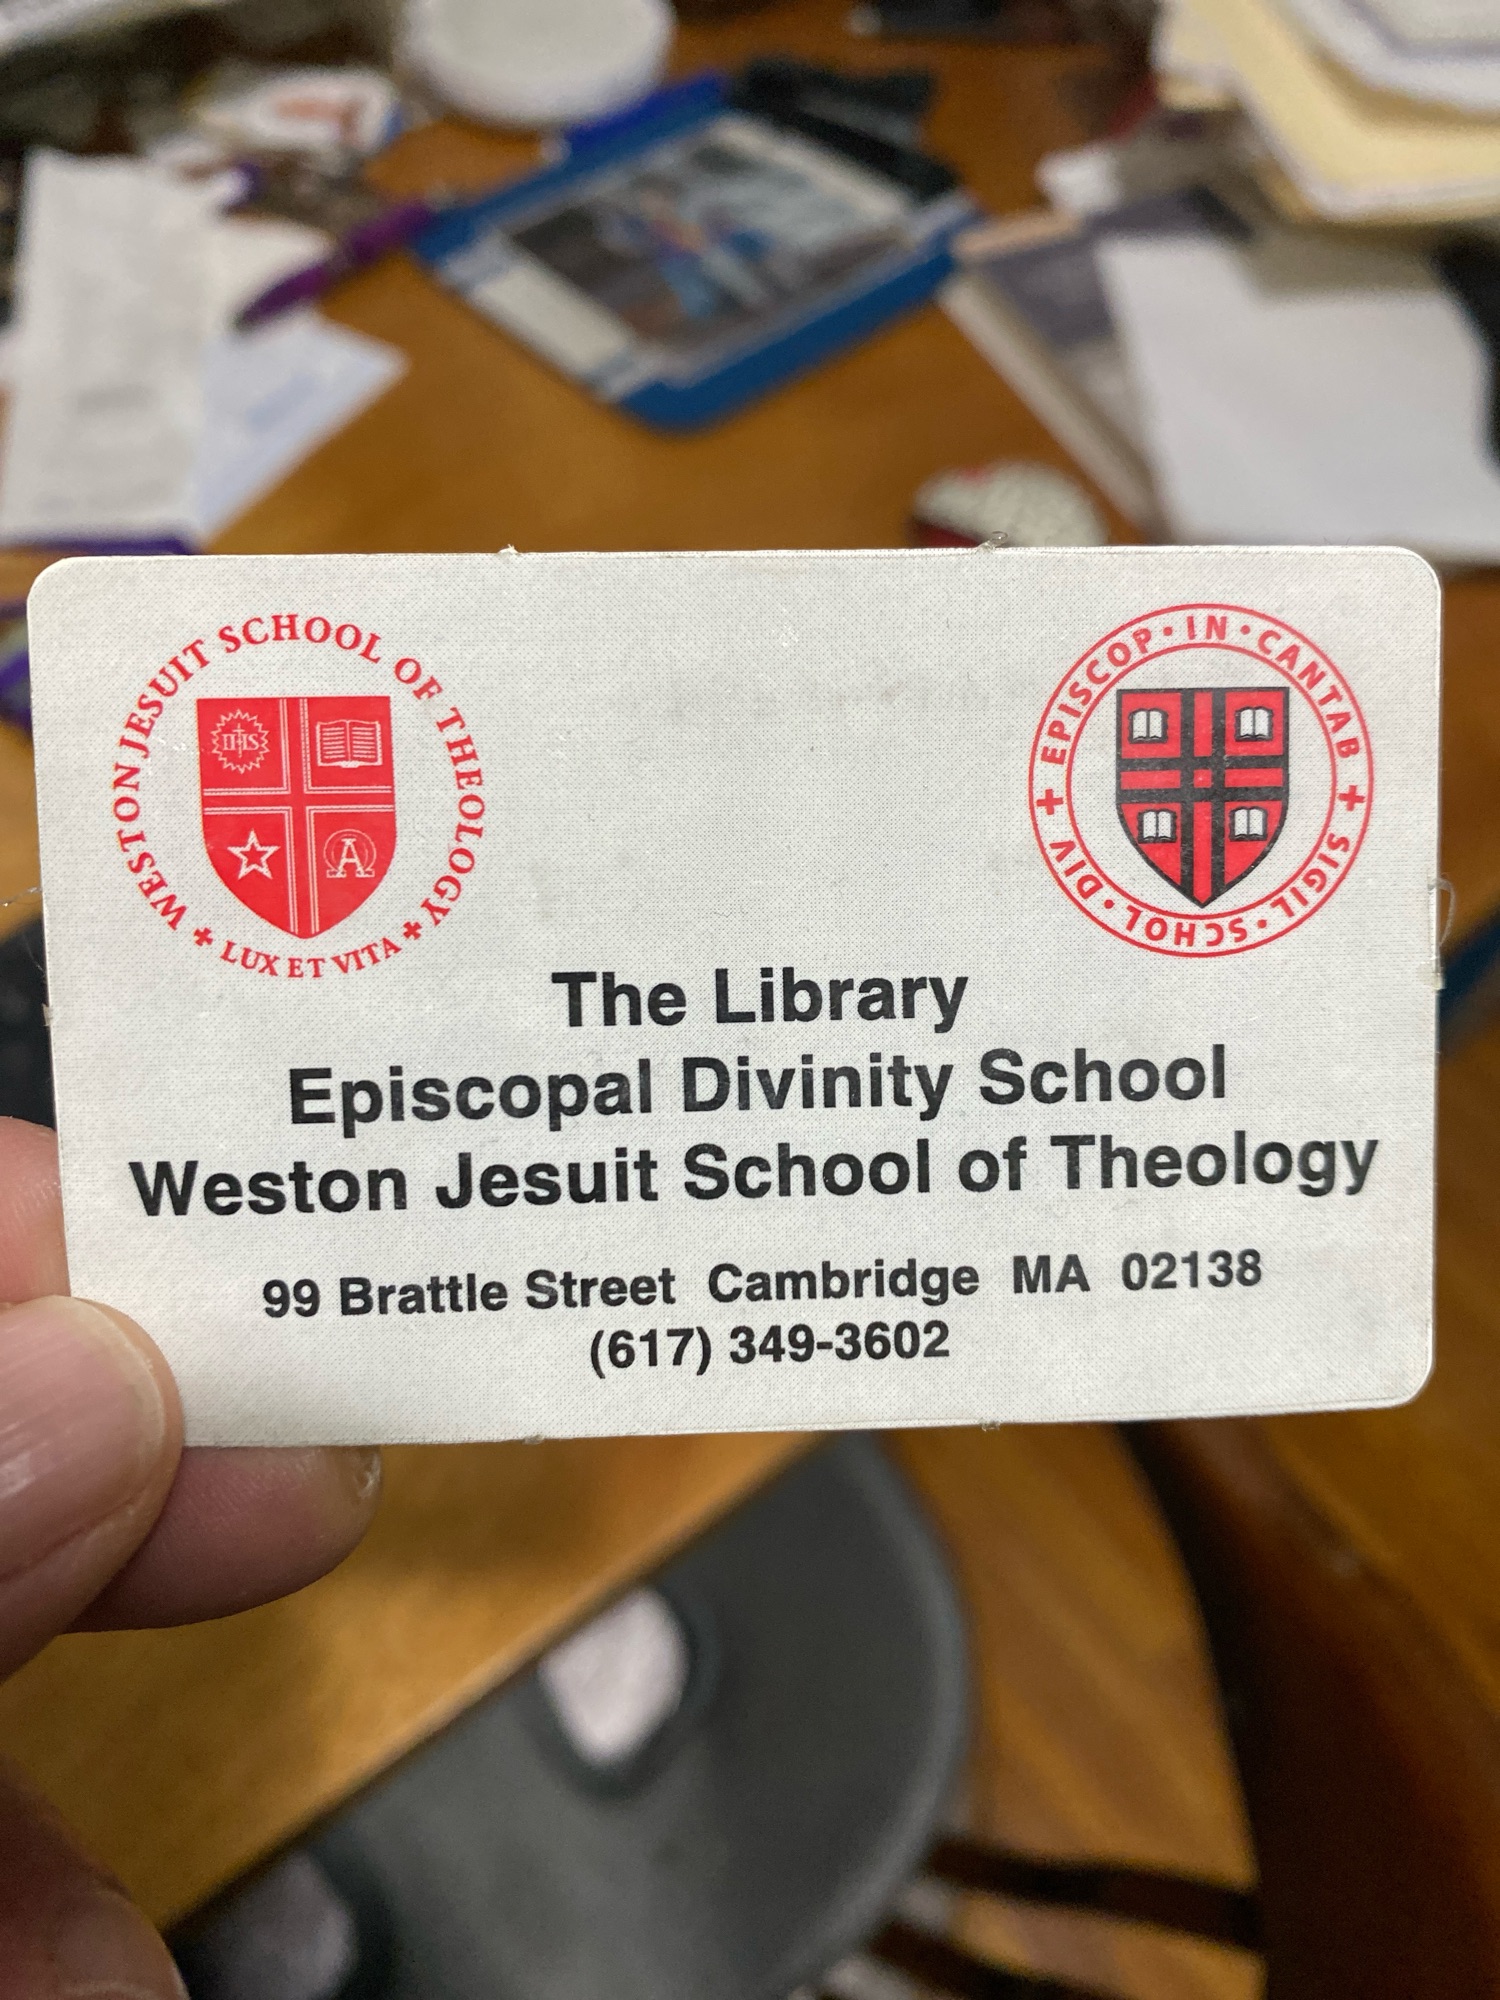 WESTON JESUIT SCHOOL OF THEOLOGY
LUX ET VITA
IHS
A
EPISCOP · IN · CANTAB
SIGIL · SCHOL · DIV
The Library
Episcopal Divinity School
Weston Jesuit School of Theology
99 Brattle Street Cambridge MA 02138
(617) 349-3602